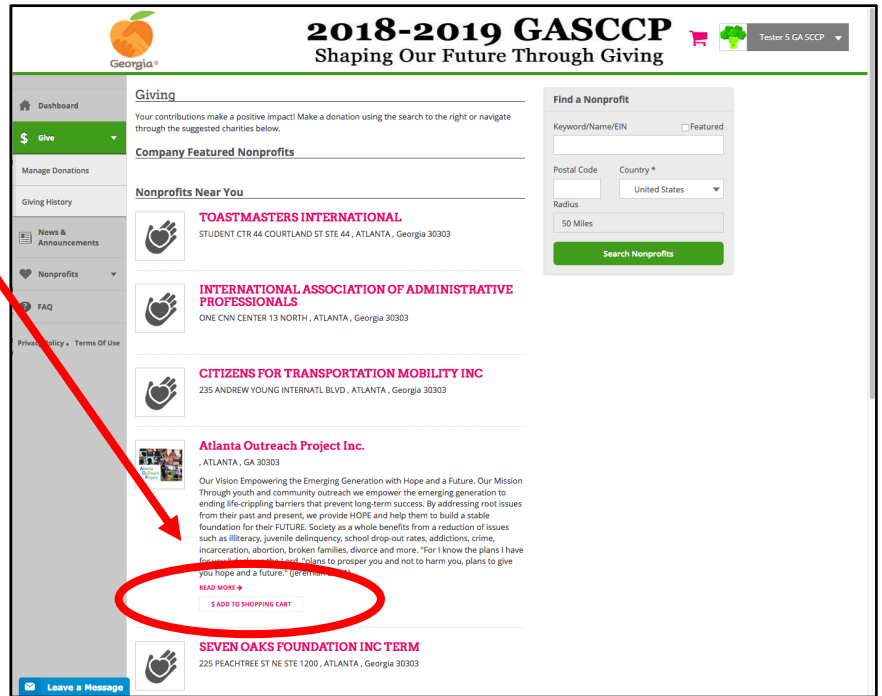 Georgia®
2018-2019 GASCCP
Shaping Our Future Through Giving
Tester 5 GA SCCP
Dashboard
$ Give
Manage Donations
Giving History
News &
Announcements
Nonprofits
FAQ
Privacy Policy • Terms Of Use
Giving
Your contributions make a positive impact! Make a donation using the search to the right or navigate
through the suggested charities below.
Company Featured Nonprofits
Nonprofits Near You
TOASTMASTERS INTERNATIONAL
STUDENT CTR 44 COURTLAND ST STE 44 , ATLANTA , Georgia 30303
INTERNATIONAL ASSOCIATION OF ADMINISTRATIVE
PROFESSIONALS
ONE CNN CENTER 13 NORTH , ATLANTA , Georgia 30303
CITIZENS FOR TRANSPORTATION MOBILITY INC
235 ANDREW YOUNG INTERNATL BLVD , ATLANTA , Georgia 30303
Atlanta Outreach Project Inc.
, ATLANTA , GA 30303
Our Vision Empowering the Emerging Generation with Hope and a Future. Our Mission
Through youth and community outreach we empower the emerging generation to
ending life-crippling barriers that prevent long-term success. By addressing root issues
from their past and present, we provide HOPE and help them to build a stable
foundation for their FUTURE. Society as a whole benefits from a reduction of issues
such as illiteracy, juvenile delinquency, school drop-out rates, addictions, crime,
incarceration, abortion, broken families, divorce and more. "For I know the plans I have
for you," declares the Lord, "plans to prosper you and not to harm you, plans to give
you hope and a future." (Jeremiah
READ MORE →
$ ADD TO SHOPPING CART
SEVEN OAKS FOUNDATION INC TERM
225 PEACHTREE ST NE STE 1200 , ATLANTA , Georgia 30303
Find a Nonprofit
Keyword/Name/EIN Featured
Postal Code Country *
United States
Radius
50 Miles
Search Nonprofits
Leave a Message